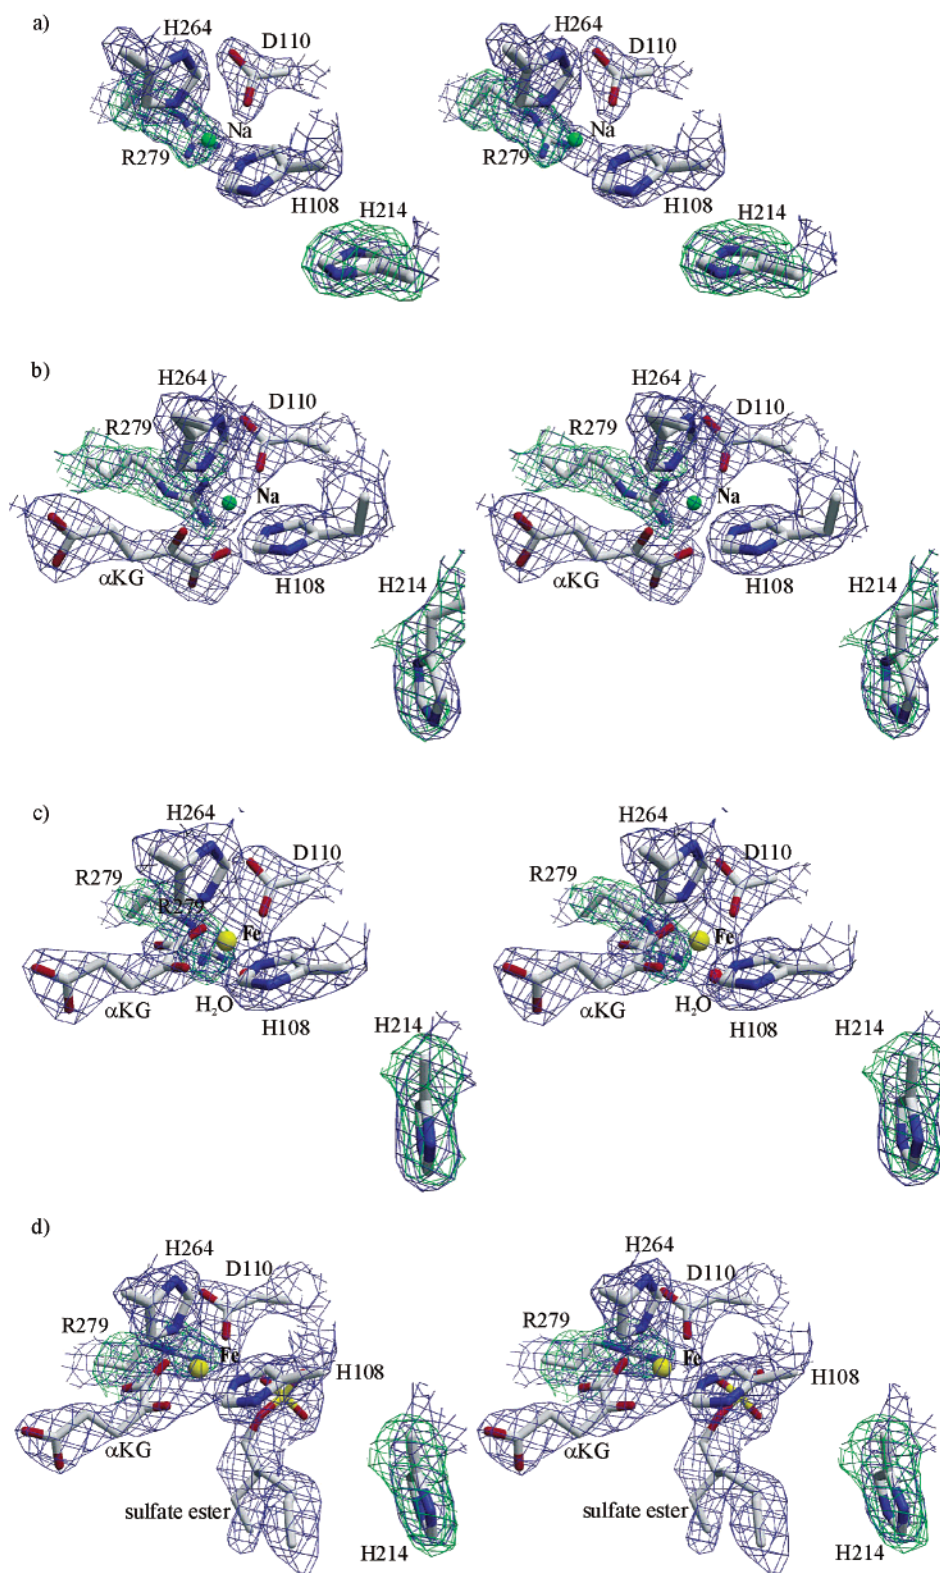 a)
H264
D110
Na
R279
H108
H214
H264
D110
Na
R279
H108
H214
b)
H264
D110
R279
Na
αKG
H108
H214
H264
D110
R279
Na
αKG
H108
H214
c)
H264
D110
R279
R279
Fe
αKG
H₂O
H108
H214
H264
D110
R279
Fe
αKG
H₂O
H108
H214
d)
H264
D110
R279
Fe
H108
αKG
sulfate ester
H214
H264
D110
R279
Fe
H108
αKG
sulfate ester
H214